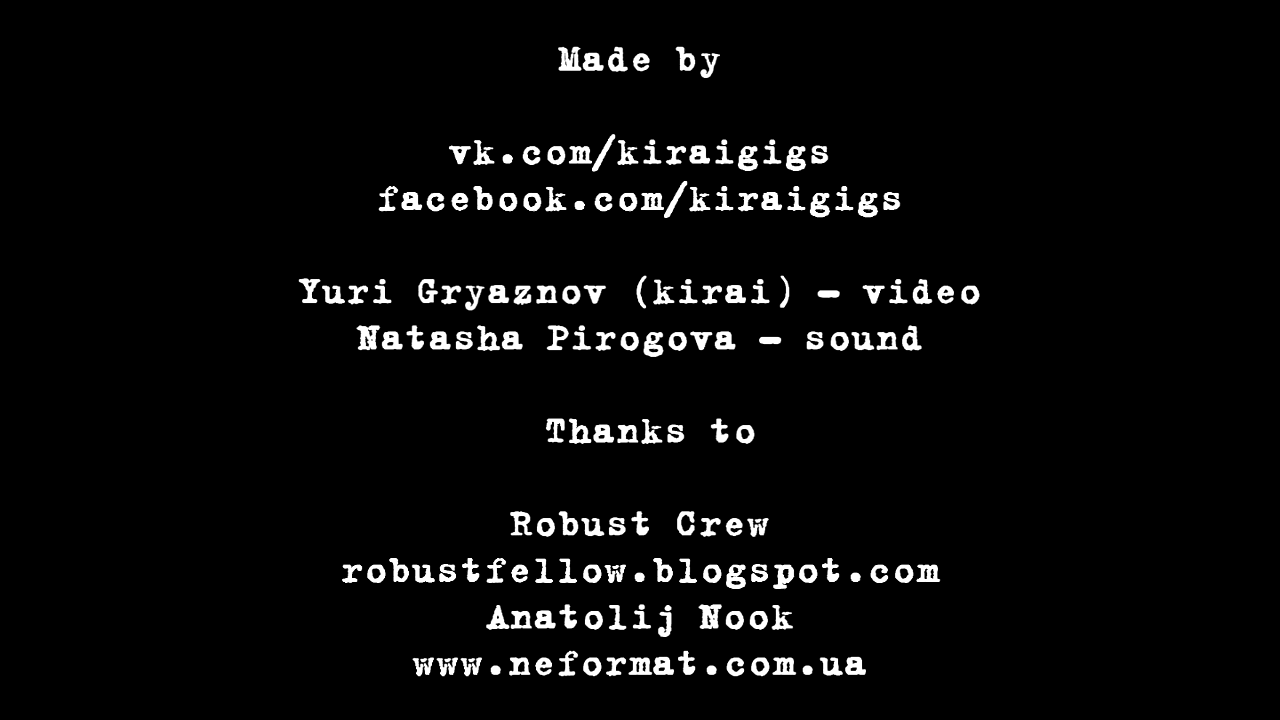 Made by
vk.com/kiraigigs
facebook.com/kiraigigs
Yuri Gryaznov (kirai) - video
Natasha Pirogova - sound
Thanks to
Robust Crew
robustfellow.blogspot.com
Anatolij Nook
www.neformat.com.ua